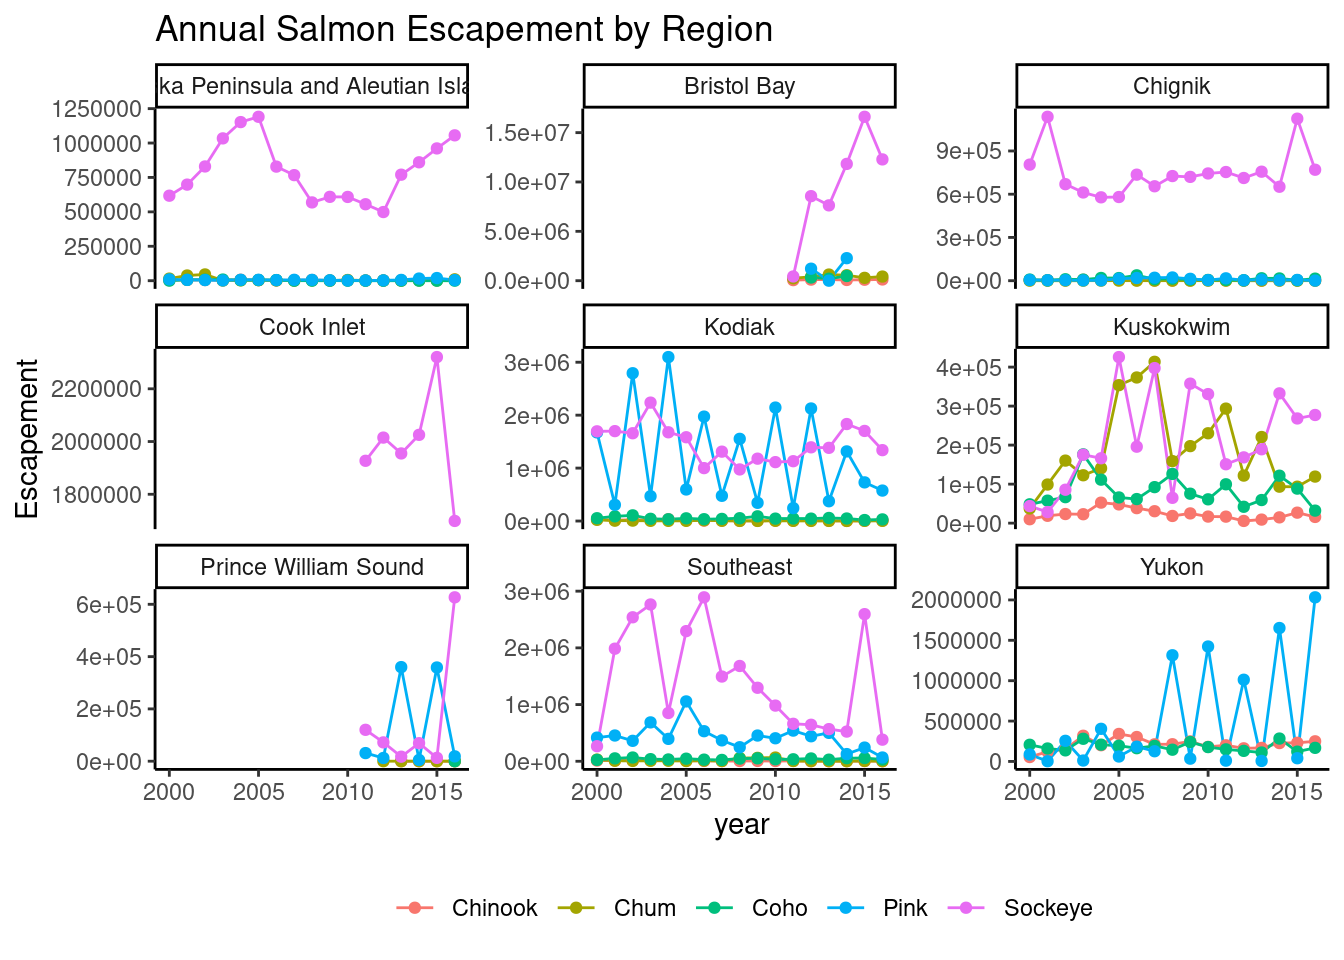 Annual Salmon Escapement by Region
ka Peninsula and Aleutian Isla
Bristol Bay
Chignik
1250000
1000000
750000
500000
250000
0
1.5e+07
1.0e+07
5.0e+06
0.0e+00
9e+05
6e+05
3e+05
0e+00
Cook Inlet
Kodiak
Kuskokwim
2200000
2000000
1800000
3e+06
2e+06
1e+06
0e+00
4e+05
3e+05
2e+05
1e+05
0e+00
Escapement
Prince William Sound
Southeast
Yukon
6e+05
4e+05
2e+05
0e+00
3e+06
2e+06
1e+06
0e+00
2000000
1500000
1000000
500000
0
2000 2005 2010 2015
2000 2005 2010 2015
2000 2005 2010 2015
year
Chinook Chum Coho Pink Sockeye